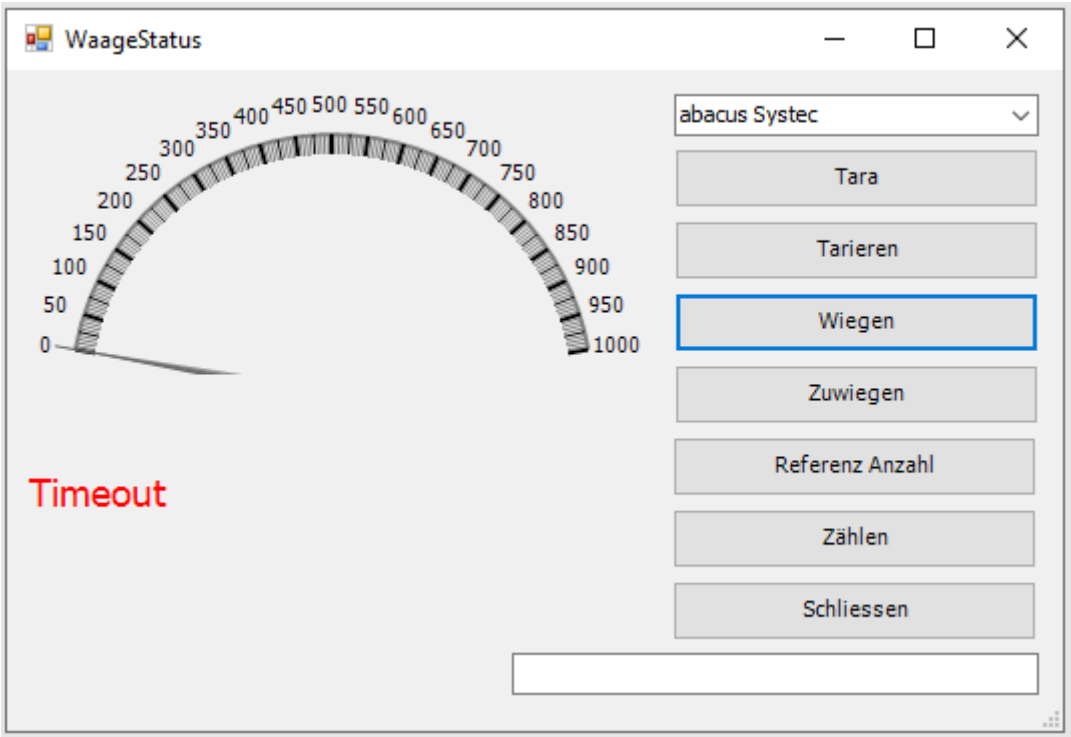 WaageStatus
0
50
100
150
200
250
300
350
400
450
500
550
600
650
700
750
800
850
900
950
1000
abacus Systec
Tara
Tarieren
Wiegen
Zuwiegen
Referenz Anzahl
Timeout
Zählen
Schliessen